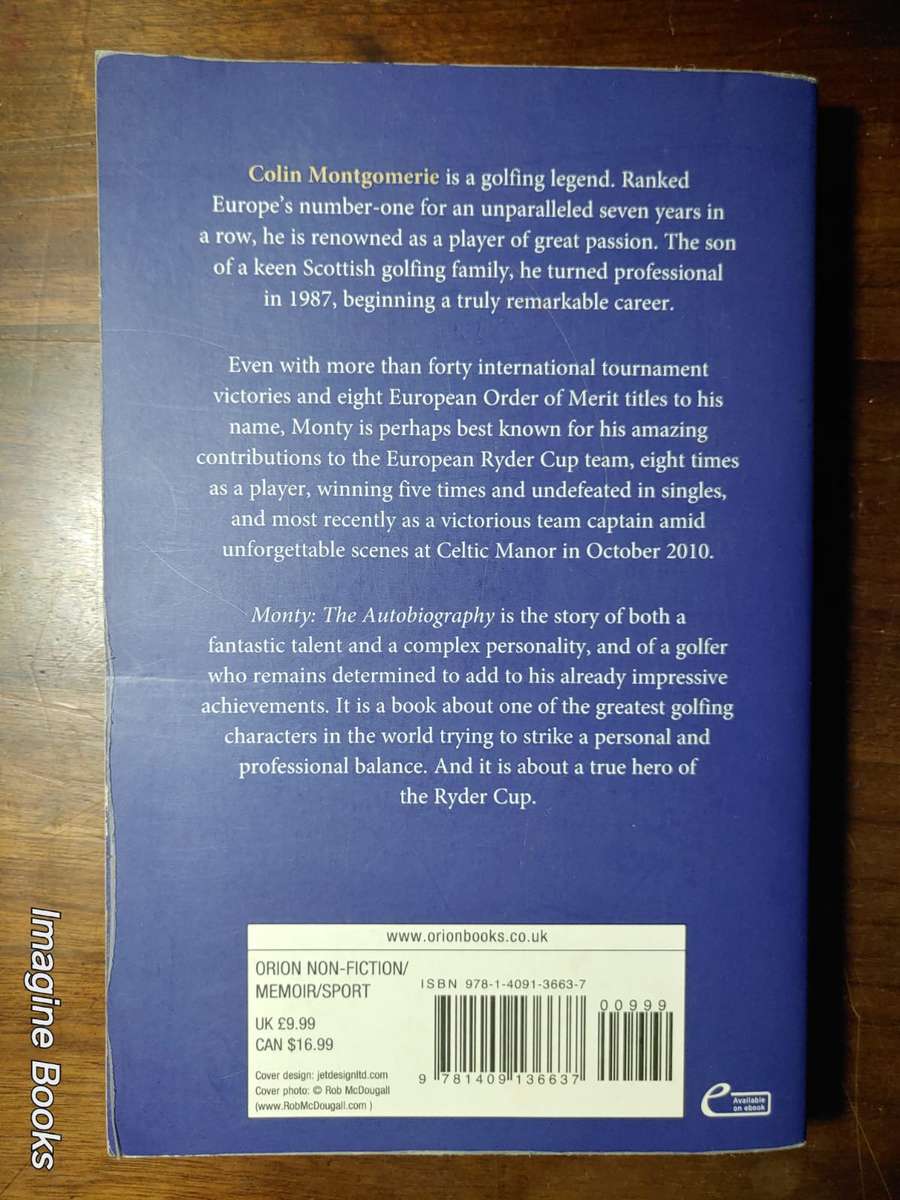 Colin Montgomerie is a golfing legend. Ranked
Europe's number-one for an unparalleled seven years in
a row, he is renowned as a player of great passion. The son
of a keen Scottish golfing family, he turned professional
in 1987, beginning a truly remarkable career.
Even with more than forty international tournament
victories and eight European Order of Merit titles to his
name, Monty is perhaps best known for his amazing
contributions to the European Ryder Cup team, eight times
as a player, winning five times and undefeated in singles,
and most recently as a victorious team captain amid
unforgettable scenes at Celtic Manor in October 2010.
Monty: The Autobiography is the story of both a
fantastic talent and a complex personality, and of a golfer
who remains determined to add to his already impressive
achievements. It is a book about one of the greatest golfing
characters in the world trying to strike a personal and
professional balance. And it is about a true hero of
the Ryder Cup.
www.orionbooks.co.uk
ORION NON-FICTION/
MEMOIR/SPORT
UK £9.99
CAN $16.99
Cover design: jetdesignltd.com
Cover photo: © Rob McDougall
(www.RobMcDougall.com )
ISBN 978-1-4091-3663-7
00999
9 781409 136637
e Available
on ebook
Imagine Books